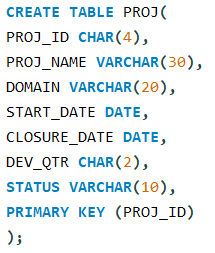 CREATE TABLE PROJ(
PROJ_ID CHAR(4),
PROJ_NAME VARCHAR(30),
DOMAIN VARCHAR(20),
START_DATE DATE,
CLOSURE_DATE DATE,
DEV_QTR CHAR(2),
STATUS VARCHAR(10),
PRIMARY KEY (PROJ_ID)
);